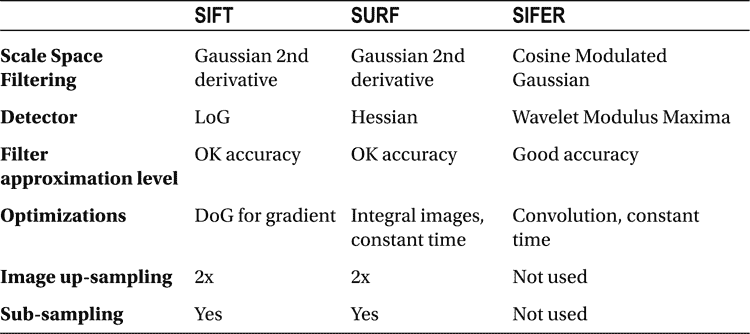 SIFT SURF SIFER
Scale Space Gaussian 2nd Gaussian 2nd Cosine Modulated
Filtering derivative derivative Gaussian
Detector LoG Hessian Wavelet Modulus Maxima
Filter OK accuracy OK accuracy Good accuracy
approximation level
Optimizations DoG for gradient Integral images, Convolution, constant
constant time time
Image up-sampling 2x 2x Not used
Sub-sampling Yes Yes Not used